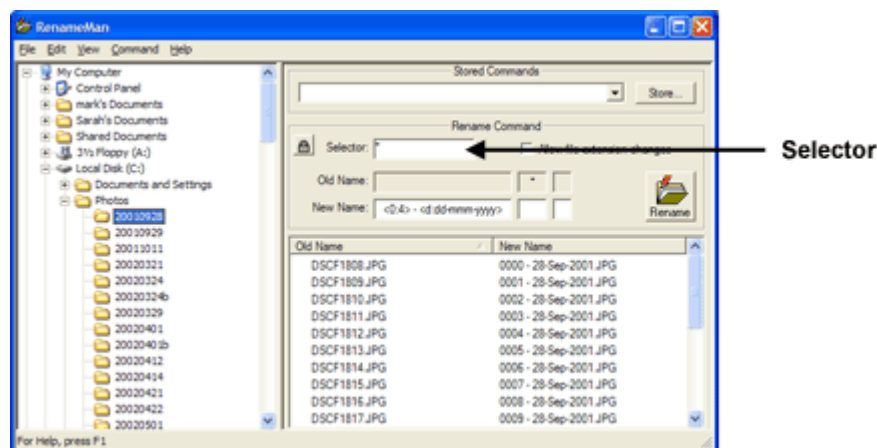 RenameMan
File Edit View Command Help
My Computer
Control Panel
mark's Documents
Sarah's Documents
Shared Documents
3½ Floppy (A:)
Local Disk (C:)
Documents and Settings
Photos
20010928
20010929
20011011
20020321
20020324
20020324b
20020329
20020401
20020401b
20020412
20020414
20020421
20020422
20020501
Stored Commands
Store...
Rename Command
Selector: *
Allow file extension changes
Selector
Old Name: *
New Name: <0;4> - <d:dd-mmm-yyyy>
Rename
Old Name New Name
DSCF1808.JPG 0000 - 28-Sep-2001.JPG
DSCF1809.JPG 0001 - 28-Sep-2001.JPG
DSCF1810.JPG 0002 - 28-Sep-2001.JPG
DSCF1811.JPG 0003 - 28-Sep-2001.JPG
DSCF1812.JPG 0004 - 28-Sep-2001.JPG
DSCF1813.JPG 0005 - 28-Sep-2001.JPG
DSCF1814.JPG 0006 - 28-Sep-2001.JPG
DSCF1815.JPG 0007 - 28-Sep-2001.JPG
DSCF1816.JPG 0008 - 28-Sep-2001.JPG
DSCF1817.JPG 0009 - 28-Sep-2001.JPG
For Help, press F1